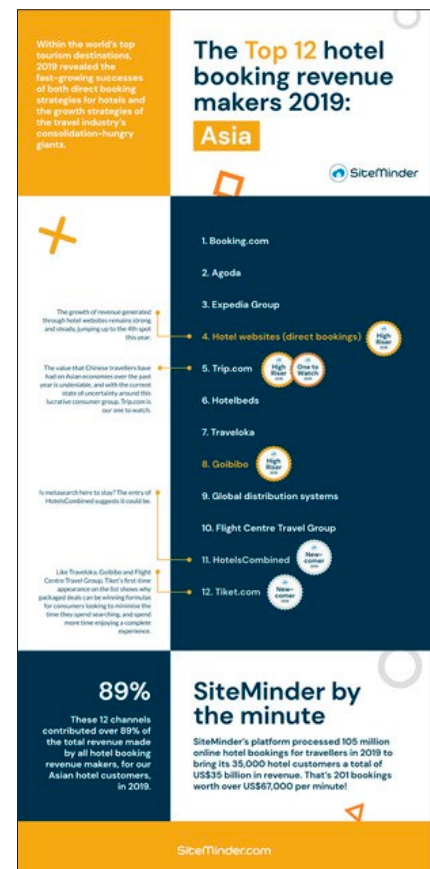 Within the world's top
tourism destinations,
2019 revealed the
fast-growing successes
of both direct booking
strategies for hotels and
the growth strategies of
the travel industry's
consolidation-hungry
giants.
The Top 12 hotel
booking revenue
makers 2019:
Asia
SiteMinder
1. Booking.com
2. Agoda
3. Expedia Group
The growth of revenue generated
through hotel websites remains strong
and steady, jumping up to the 4th spot
this year.
4. Hotel websites (direct bookings)
High
Riser
2019
The value that Chinese travellers have
had on Asian economies over the past
year is undeniable, and with the current
state of uncertainty around this
lucrative consumer group, Trip.com is
our one to watch.
5. Trip.com
High
Riser
2019
One to
Watch
2019
6. Hotelbeds
7. Traveloka
8. Goibibo
High
Riser
2019
9. Global distribution systems
10. Flight Centre Travel Group
Is metasearch here to stay? The entry of
HotelsCombined suggests it could be.
11. HotelsCombined
New-
comer
2019
Like Traveloka, Goibibo and Flight
Centre Travel Group, Tiket's first-time
appearance on the list shows why
packaged deals can be winning formulas
for consumers looking to minimise the
time they spend searching, and spend
more time enjoying a complete
experience.
12. Tiket.com
New-
comer
2019
89%
These 12 channels
contributed over 89% of
the total revenue made
by all hotel booking
revenue makers, for our
Asian hotel customers,
in 2019.
SiteMinder by
the minute
SiteMinder's platform processed 105 million
online hotel bookings for travellers in 2019 to
bring its 35,000 hotel customers a total of
US$35 billion in revenue. That's 201 bookings
worth over US$67,000 per minute!
SiteMinder.com